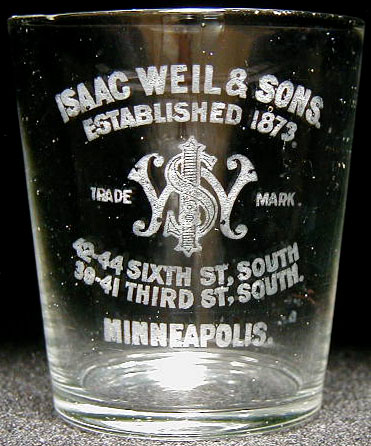 ISAAC WEIL & SONS.
ESTABLISHED 1873.
TRADE MARK.
42-44 SIXTH ST, SOUTH
39-41 THIRD ST, SOUTH.
MINNEAPOLIS.